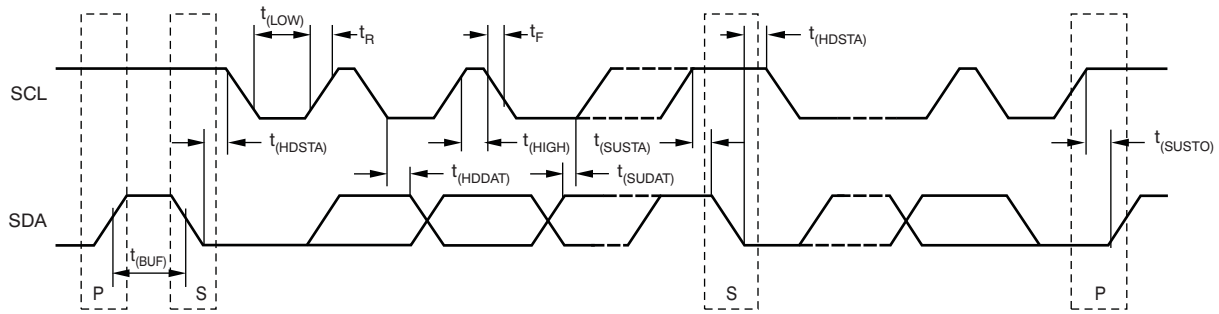 t(LOW)
tR
tF
t(HDSTA)
SCL
t(HDSTA)
t(HIGH)
t(SUSTA)
t(SUSTO)
t(HDDAT)
t(SUDAT)
SDA
t(BUF)
P
S
S
P